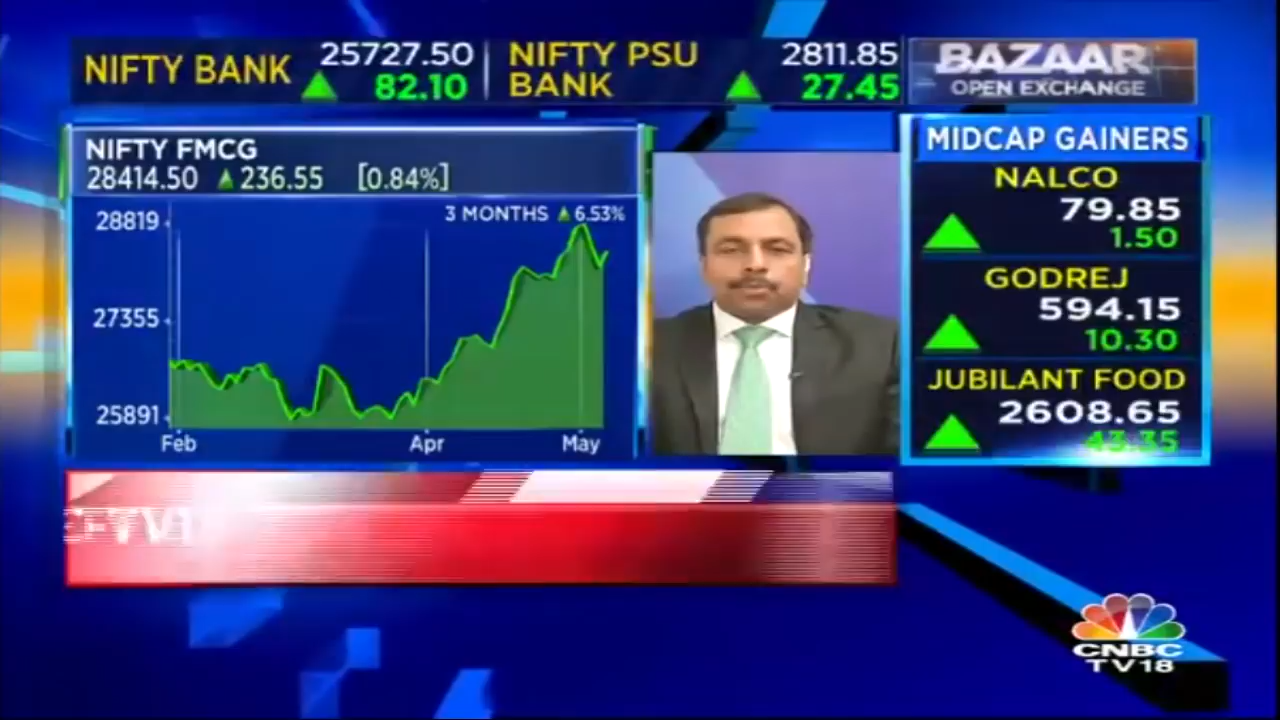 NIFTY BANK
25727.50
82.10
NIFTY PSU
BANK
2811.85
27.45
BAZAAR
OPEN EXCHANGE
NIFTY FMCG
28414.50 236.55 [0.84%]
3 MONTHS 6.53%
28819
27355
25891
Feb Apr May
MIDCAP GAINERS
NALCO
79.85
1.50
GODREJ
594.15
10.30
JUBILANT FOOD
2608.65
43.35
CNBC
TV18